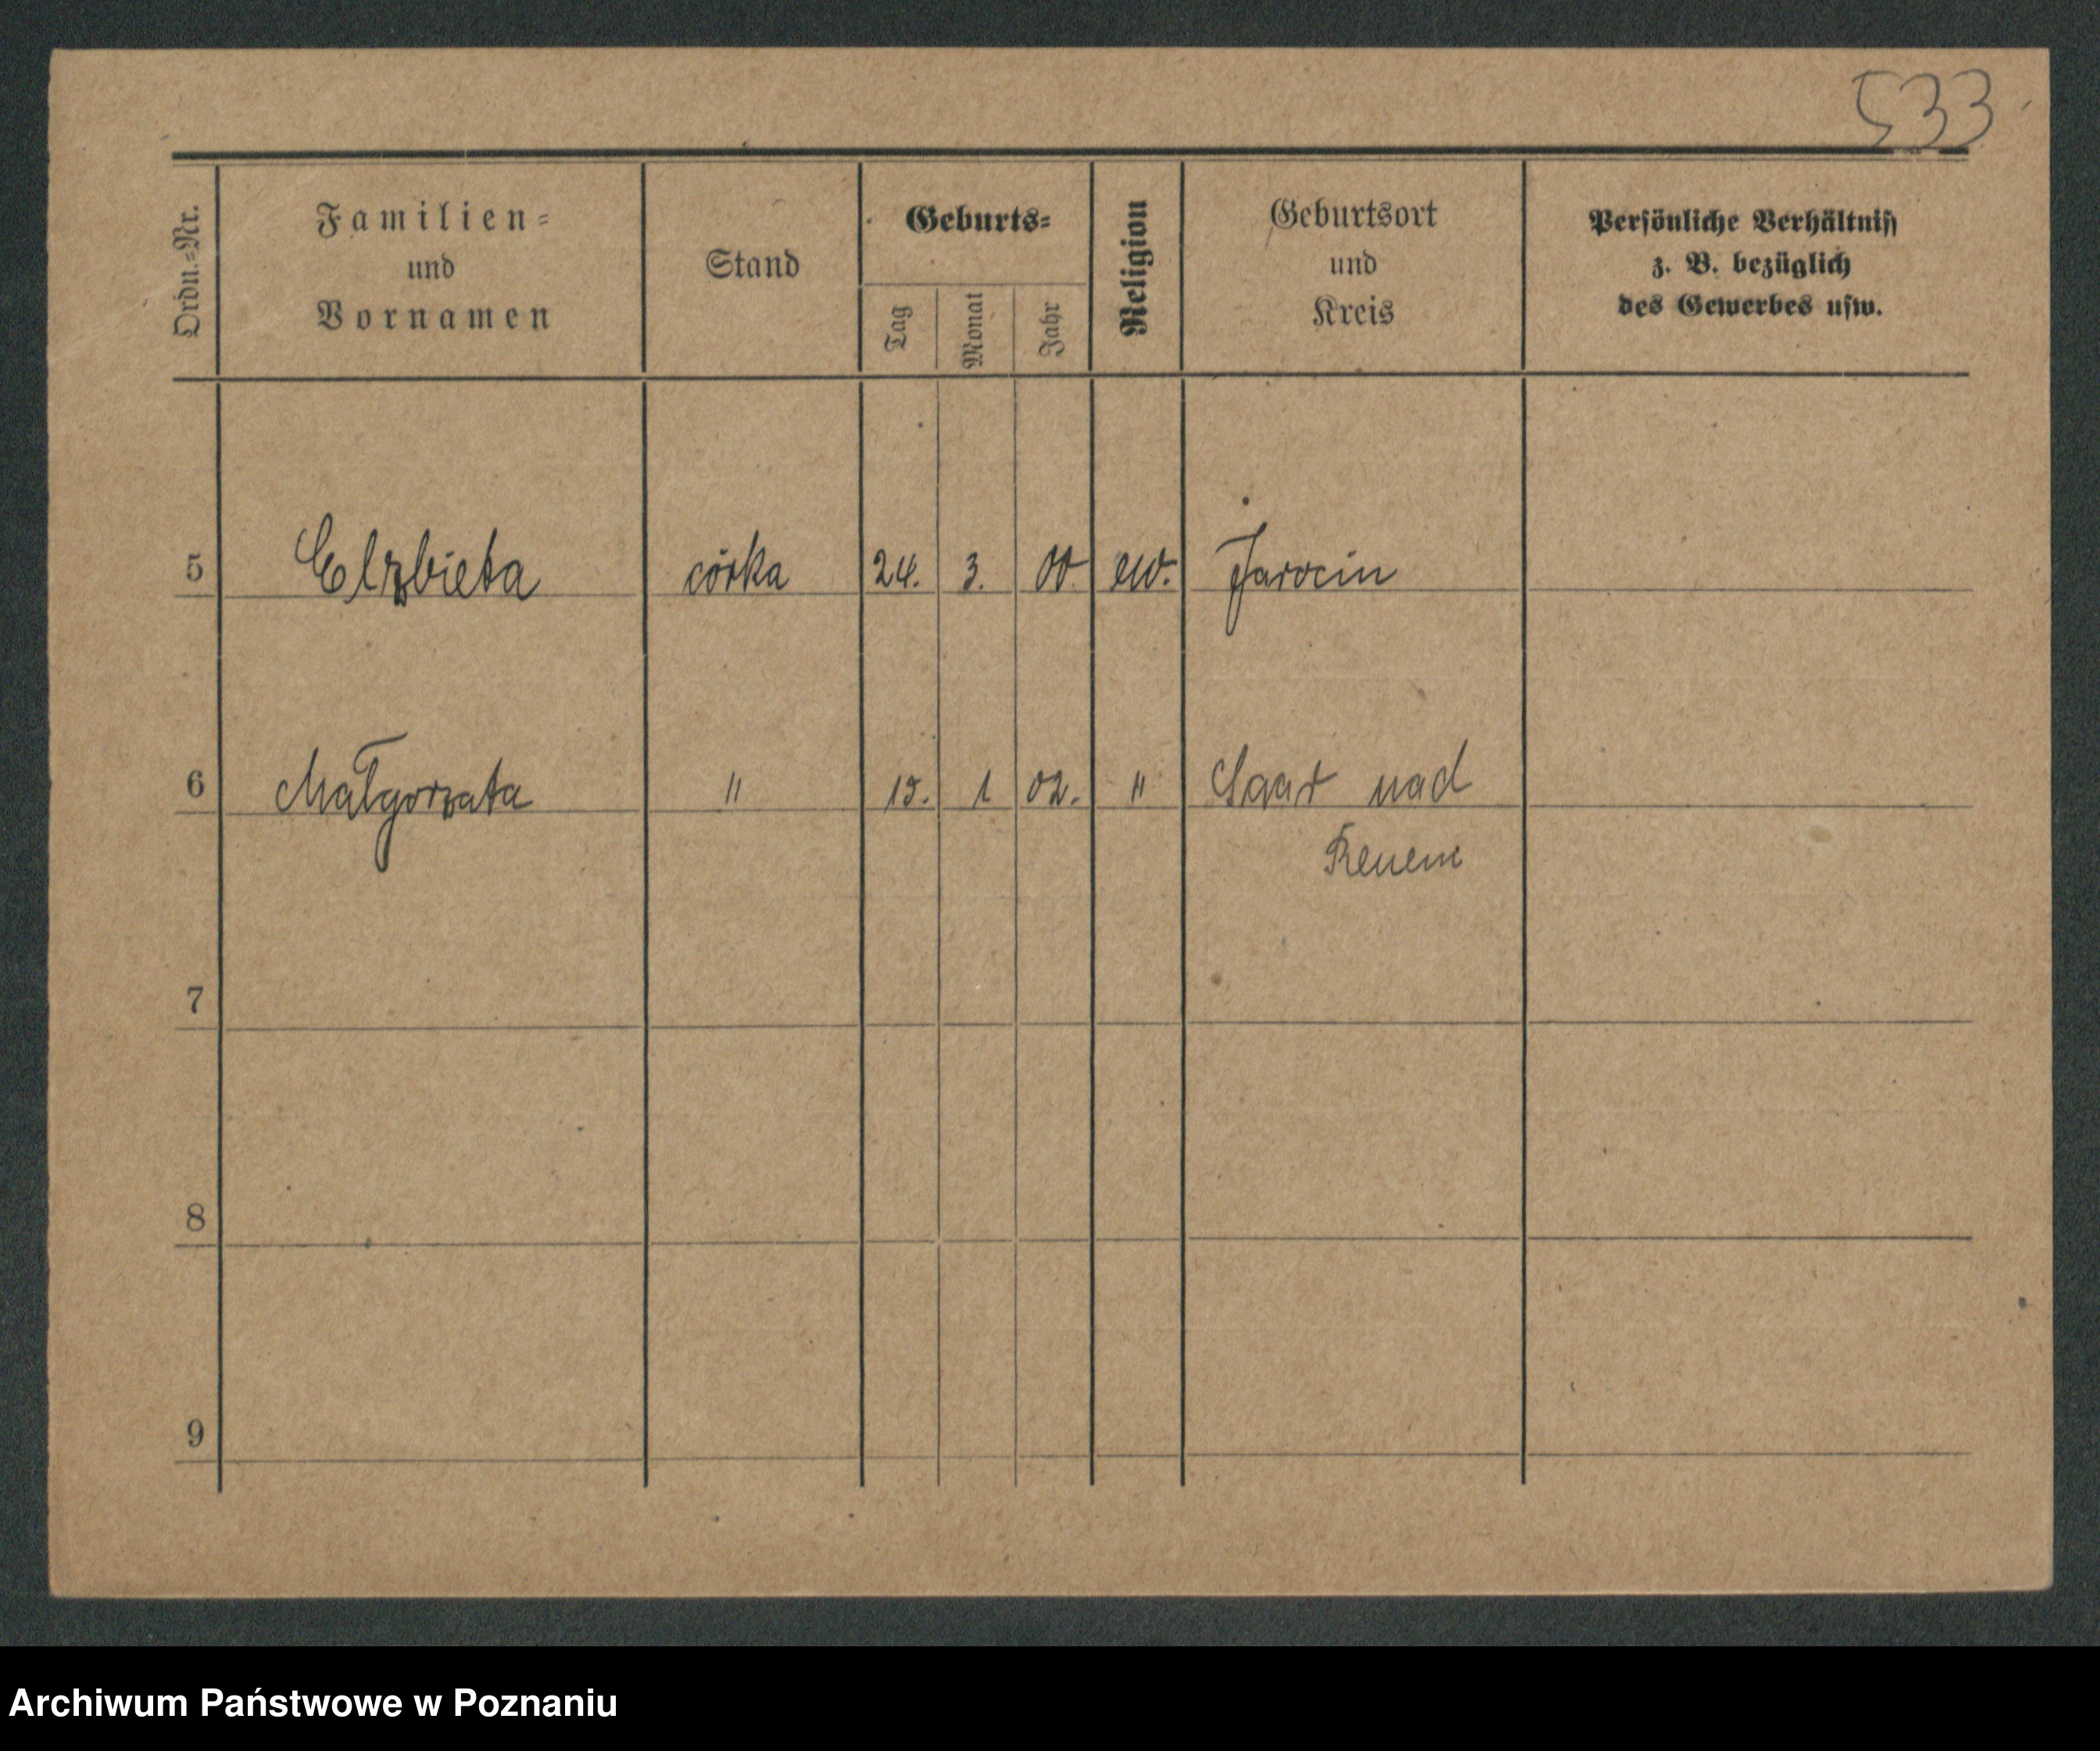 533
Ordn.-Nr.
Familien-
und
Vornamen
Stand
Geburts-
Tag
Monat
Jahr
Religion
Geburtsort
und
Kreis
Persönliche Verhältniss
z. B. bezüglich
des Gewerbes usw.
5 Elzbieta córka 24. 3. 00. ew. Jarocin
6 Małgorzata " 15. 1 02. " Saar nad
Renem
7
8
9
Archiwum Państwowe w Poznaniu